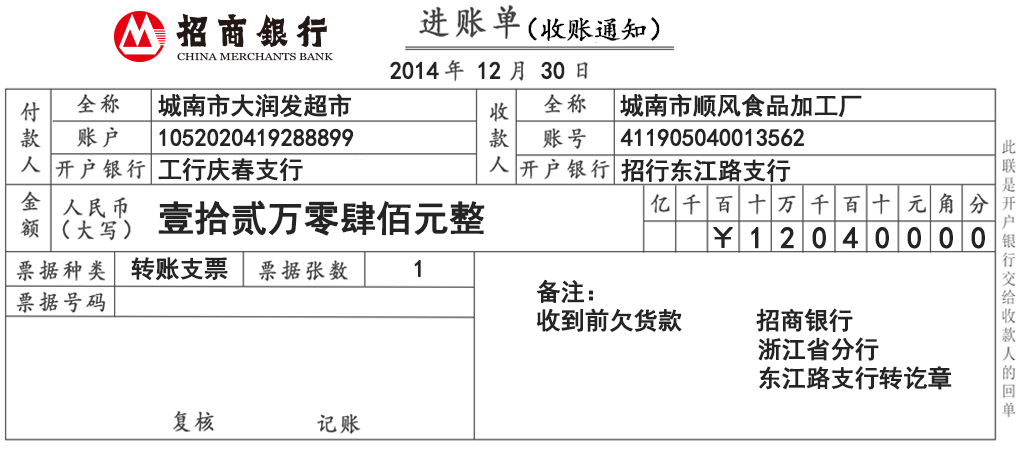 招商银行
CHINA MERCHANTS BANK
进账单(收账通知)
2014年 12月 30日
付款人
全称 城南市大润发超市
账户 1052020419288899
开户银行 工行庆春支行
收款人
全称 城南市顺风食品加工厂
账号 411905040013562
开户银行 招行东江路支行
金额
人民币(大写)
壹拾贰万零肆佰元整
亿 千 百 十 万 千 百 十 元 角 分
¥ 1 2 0 4 0 0 0 0
票据种类 转账支票 票据张数 1
票据号码
复核 记账
备注:
收到前欠货款
招商银行
浙江省分行
东江路支行转讫章
此联是开户银行交给收款人的回单